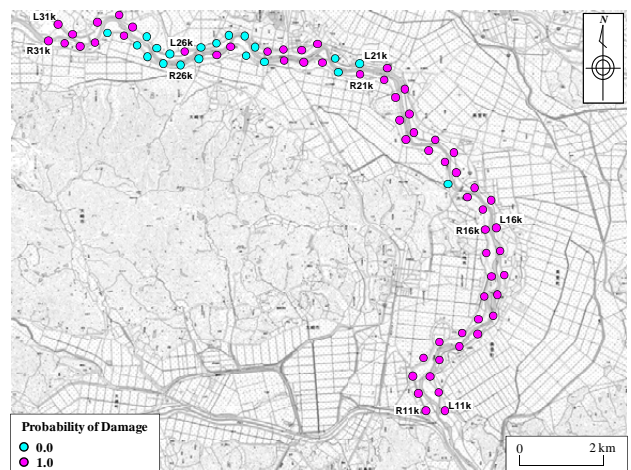 L31k
N
R31k
L26k
R26k
L21k
R21k
L16k
R16k
R11k
L11k
Probability of Damage
0.0
1.0
0 2 km